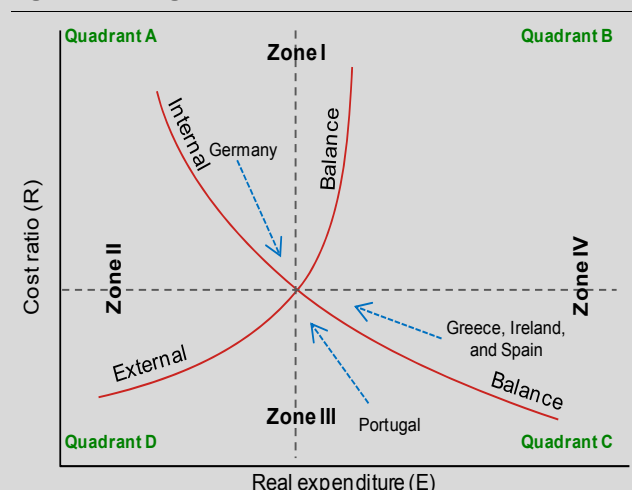 Quadrant A
Quadrant B
Zone I
Internal
Balance
Germany
Cost ratio (R)
Zone II
Zone IV
Greece, Ireland,
and Spain
External
Balance
Zone III
Portugal
Quadrant D
Quadrant C
Real expenditure (E)